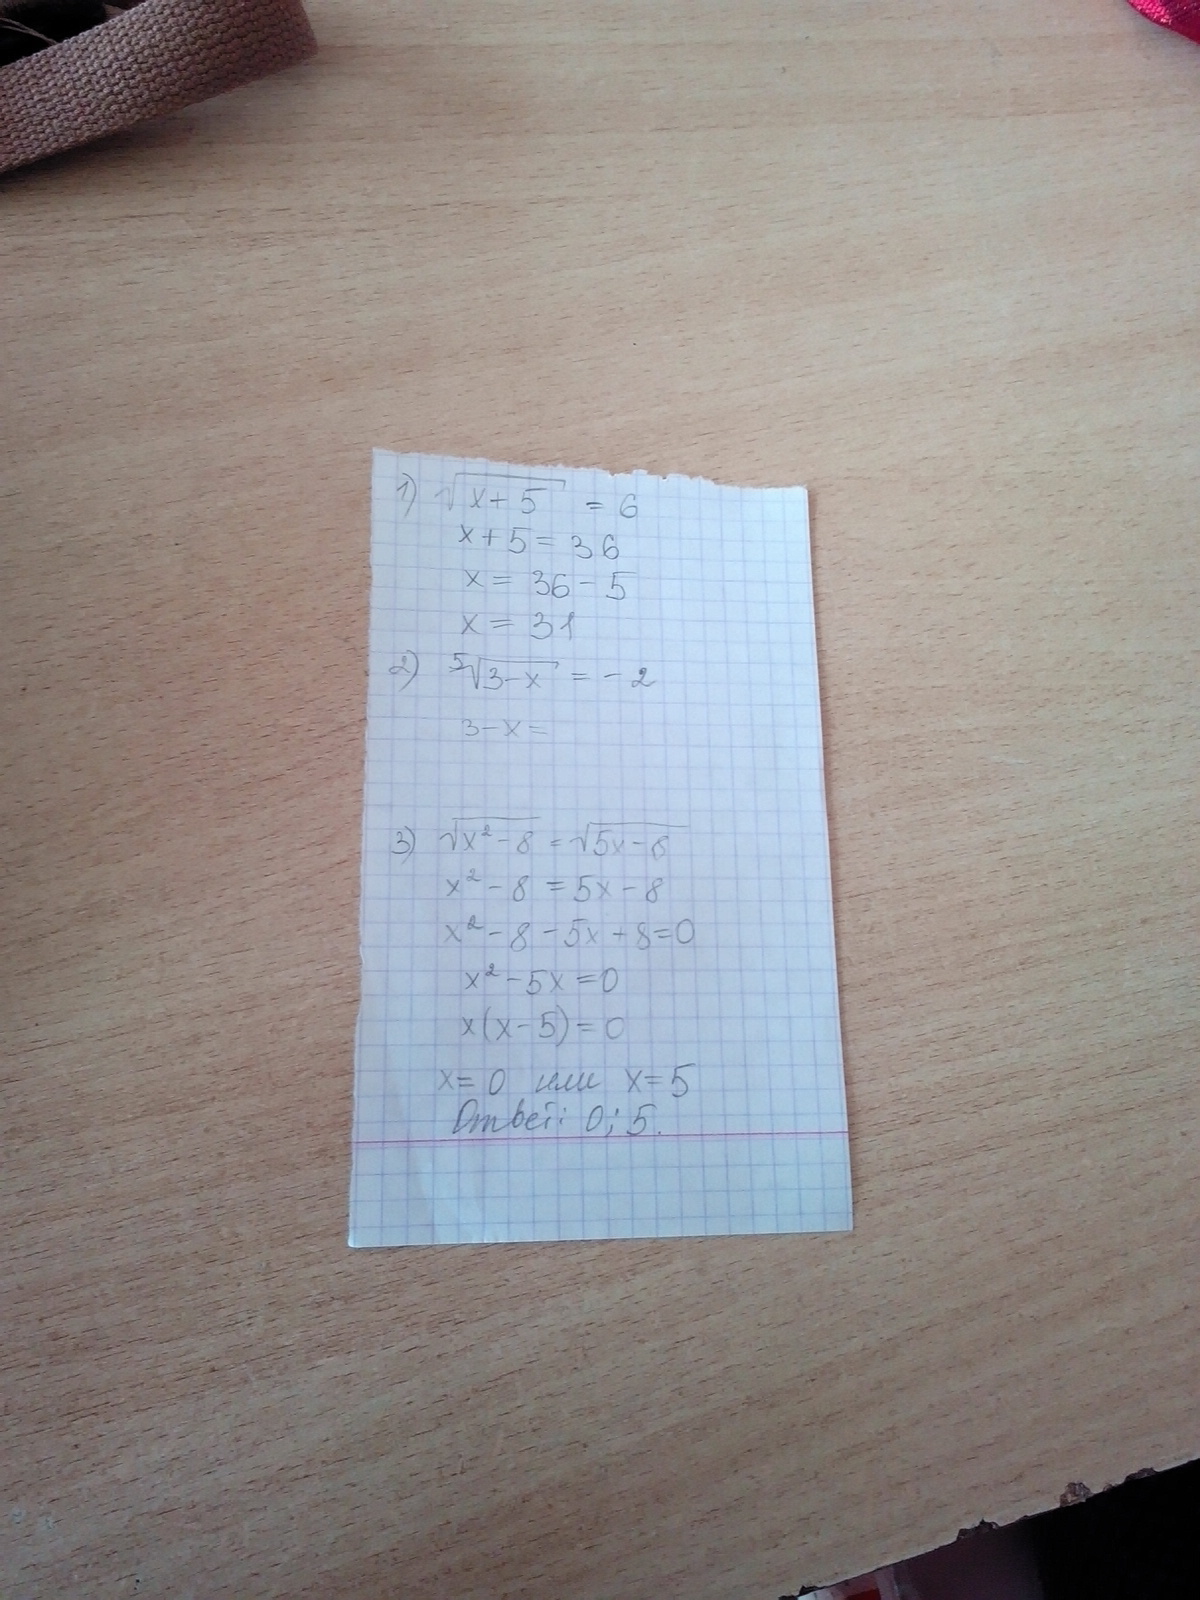 1) √(x+5) = 6
x+5 = 36
x = 36 - 5
x = 31
2) ⁵√(3-x) = -2
3-x =
3) √(x² - 8) = √(5x - 8)
x² - 8 = 5x - 8
x² - 8 - 5x + 8 = 0
x² - 5x = 0
x(x - 5) = 0
x = 0 или x = 5
Ответ: 0; 5.